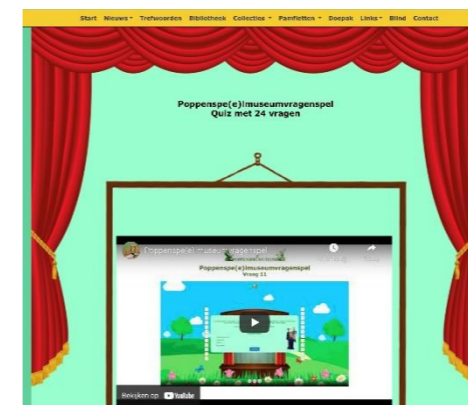 Start Nieuws Trefwoorden Bibliotheek Collecties Pamfletten Doepak Links Blind Contact
Poppenspe(e)lmuseumvragenspel
Quiz met 24 vragen
Poppenspe(e)lmuseumvragenspel
Poppenspe(e)lmuseumvragenspel
Vraag 11
Bekijken op YouTube